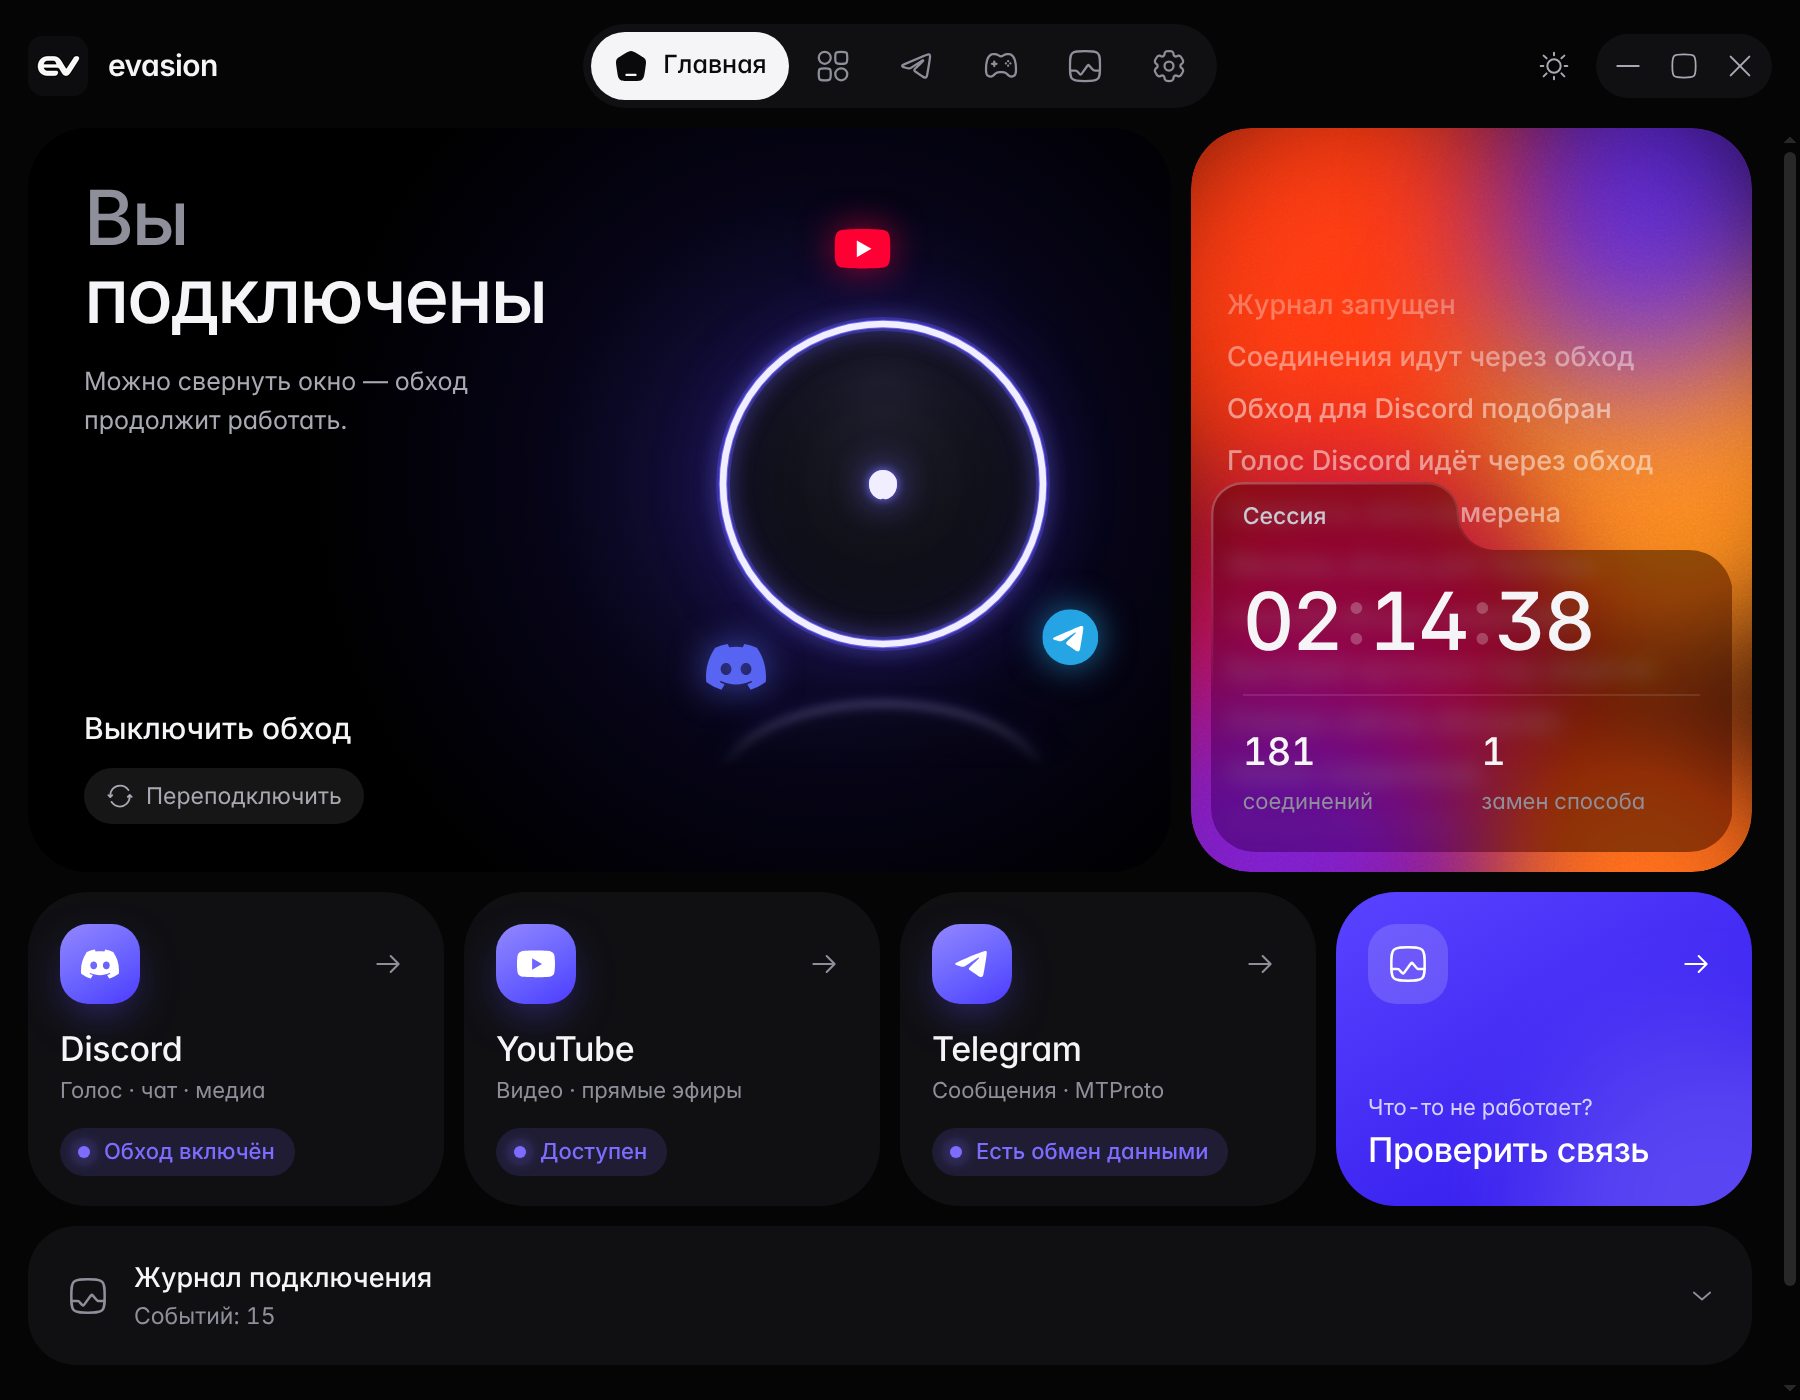 ev evasion
Главная
Вы
подключены
Можно свернуть окно — обход
продолжит работать.
Выключить обход
Переподключить
Журнал запущен
Соединения идут через обход
Обход для Discord подобран
Голос Discord идёт через обход
мерена
Сессия
02:14:38
181
соединений
1
замен способа
Discord
Голос · чат · медиа
Обход включён
YouTube
Видео · прямые эфиры
Доступен
Telegram
Сообщения · MTProto
Есть обмен данными
Что-то не работает?
Проверить связь
Журнал подключения
Событий: 15